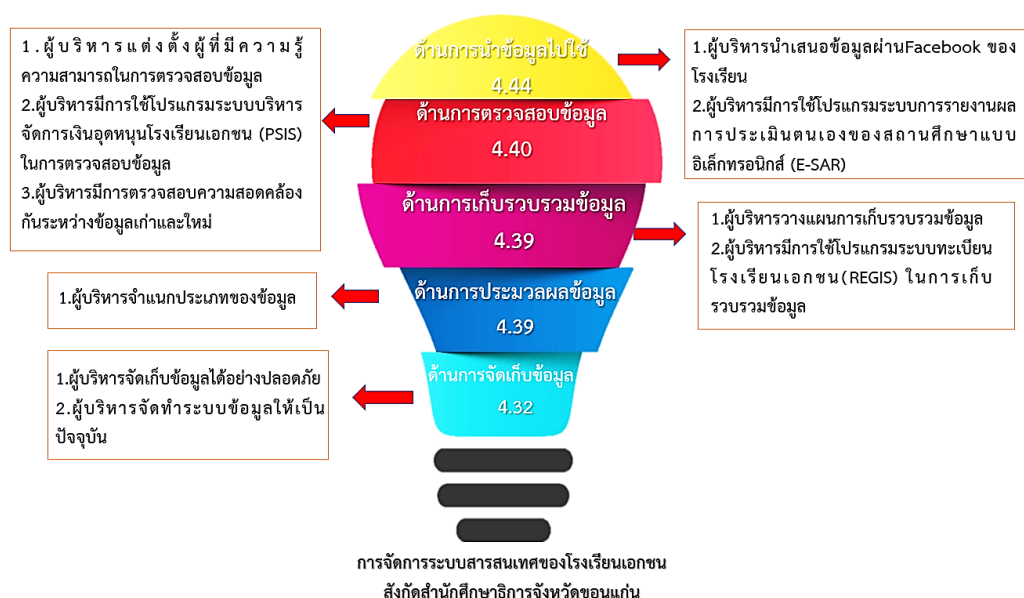 ด้านการนำข้อมูลไปใช้
4.44
1.ผู้บริหารนำเสนอข้อมูลผ่านFacebook ของ
โรงเรียน
2.ผู้บริหารมีการใช้โปรแกรมระบบการรายงานผล
การประเมินตนเองของสถานศึกษาแบบ
อิเล็กทรอนิกส์ (E-SAR)
ด้านการตรวจสอบข้อมูล
4.40
1.ผู้บริหารแต่งตั้งผู้ที่มีความรู้
ความสามารถในการตรวจสอบข้อมูล
2.ผู้บริหารมีการใช้โปรแกรมระบบบริหาร
จัดการเงินอุดหนุนโรงเรียนเอกชน (PSIS)
ในการตรวจสอบข้อมูล
3.ผู้บริหารมีการตรวจสอบความสอดคล้อง
กันระหว่างข้อมูลเก่าและใหม่
ด้านการเก็บรวบรวมข้อมูล
4.39
1.ผู้บริหารวางแผนการเก็บรวบรวมข้อมูล
2.ผู้บริหารมีการใช้โปรแกรมระบบทะเบียน
โรงเรียนเอกชน(REGIS) ในการเก็บ
รวบรวมข้อมูล
ด้านการประมวลผลข้อมูล
4.39
1.ผู้บริหารจำแนกประเภทของข้อมูล
ด้านการจัดเก็บข้อมูล
4.32
1.ผู้บริหารจัดเก็บข้อมูลได้อย่างปลอดภัย
2.ผู้บริหารจัดทำระบบข้อมูลให้เป็น
ปัจจุบัน
การจัดการระบบสารสนเทศของโรงเรียนเอกชน
สังกัดสำนักศึกษาธิการจังหวัดขอนแก่น